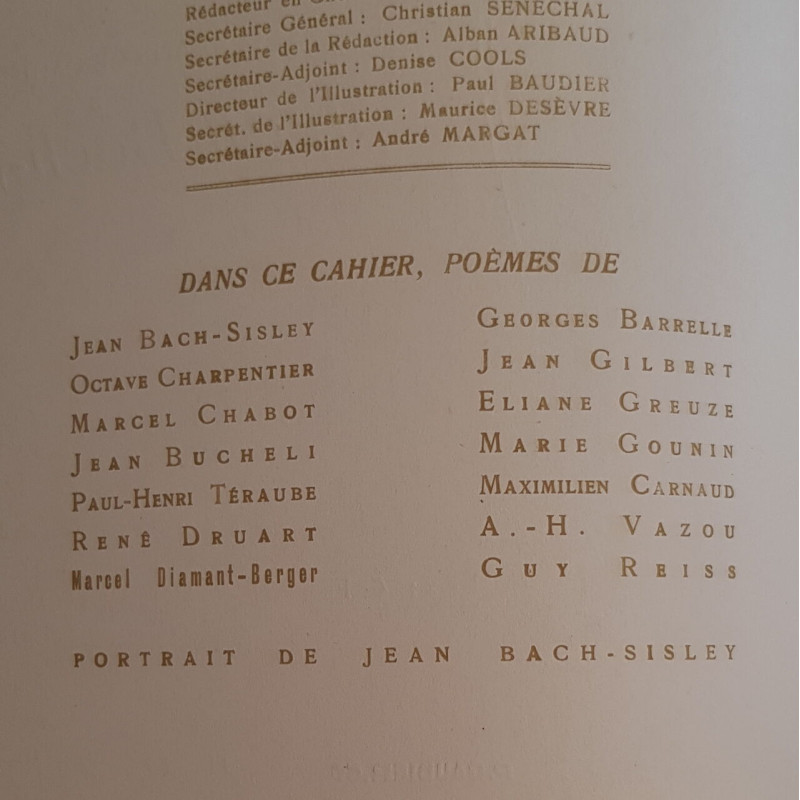 Rédacteur en
Secrétaire Général : Christian SENECHAL
Secrétaire de la Rédaction : Alban ARIBAUD
Secrétaire-Adjoint : Denise COOLS
Directeur de l'Illustration : Paul BAUDIER
Secrét. de l'Illustration : Maurice DESÈVRE
Secrétaire-Adjoint : André MARGAT
DANS CE CAHIER, POÈMES DE
JEAN BACH-SISLEY
OCTAVE CHARPENTIER
MARCEL CHABOT
JEAN BUCHELI
PAUL-HENRI TÉRAUBE
RENÉ DRUART
Marcel Diamant-Berger
GEORGES BARRELLE
JEAN GILBERT
ELIANE GREUZE
MARIE GOUNIN
MAXIMILIEN CARNAUD
A.-H. VAZOU
GUY REISS
PORTRAIT DE JEAN BACH-SISLEY